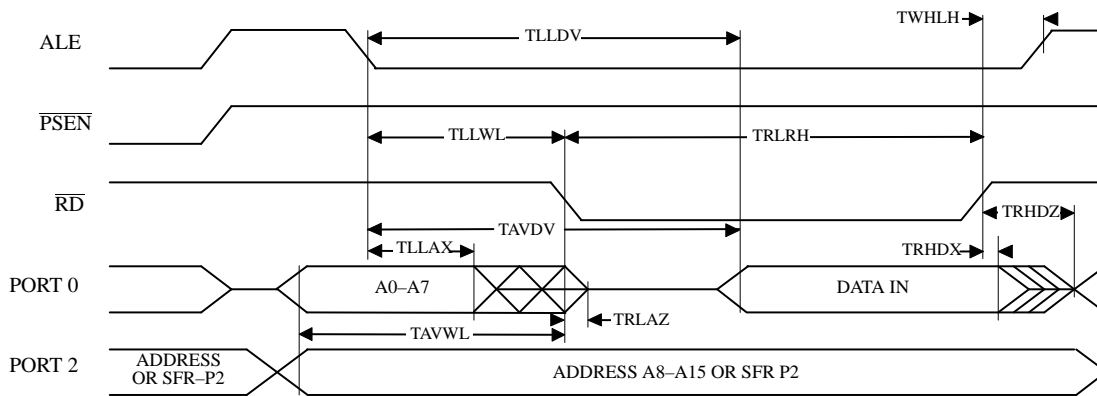 TWHLH
ALE
TLLDV
PSEN
TLLWL
TRLRH
RD
TAVDV
TRHDZ
TLLAX
TRHDX
PORT 0
A0–A7
DATA IN
TRLAZ
TAVWL
PORT 2
ADDRESS
OR SFR–P2
ADDRESS A8–A15 OR SFR P2